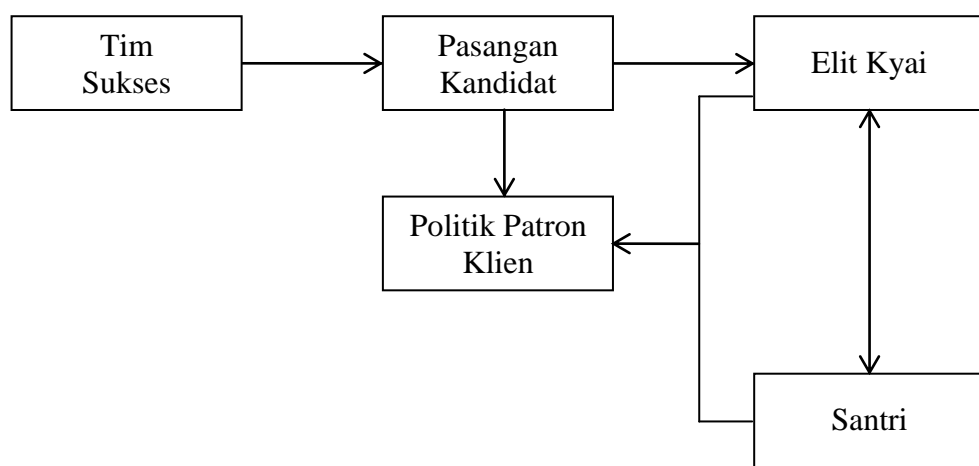 Tim
Sukses
Pasangan
Kandidat
Elit Kyai
Politik Patron
Klien
Santri